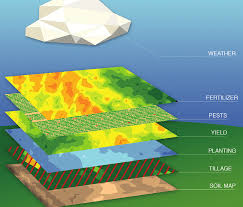 WEATHER
FERTILIZER
PESTS
YIELD
PLANTING
TILLAGE
SOIL MAP